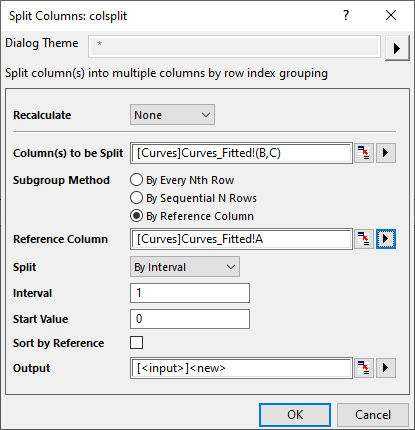 Split Columns: colsplit ? ×
Dialog Theme *
Split column(s) into multiple columns by row index grouping
Recalculate None
Column(s) to be Split [Curves]Curves_Fitted!(B,C)
Subgroup Method By Every Nth Row
By Sequential N Rows
By Reference Column
Reference Column [Curves]Curves_Fitted!A
Split By Interval
Interval 1
Start Value 0
Sort by Reference
Output [<input>]<new>
OK Cancel